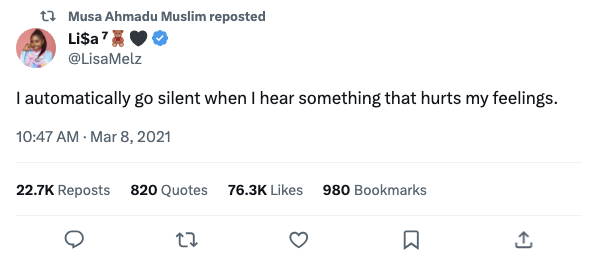 Musa Ahmadu Muslim reposted
Li$a ⁷ 🧸 🖤
@LisaMelz
I automatically go silent when I hear something that hurts my feelings.
10:47 AM · Mar 8, 2021
22.7K Reposts 820 Quotes 76.3K Likes 980 Bookmarks